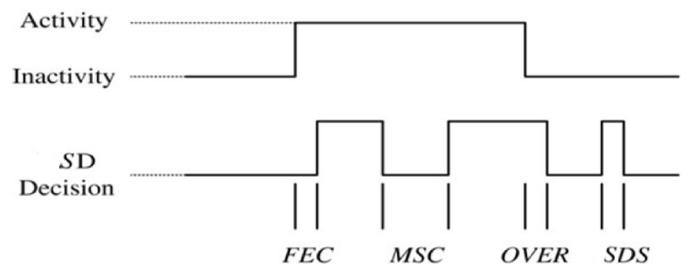 Activity
Inactivity
SD
Decision
FEC MSC OVER SDS